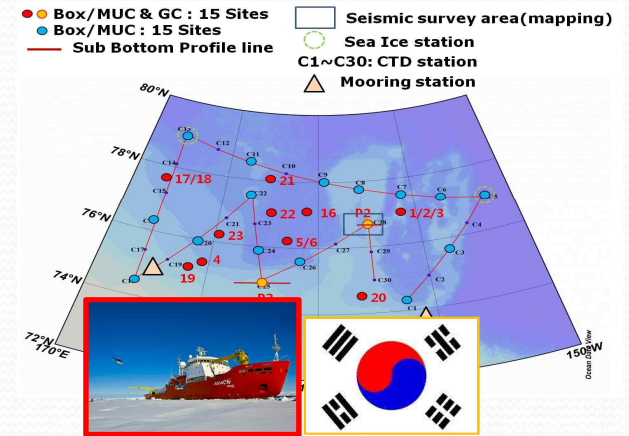 Box/MUC & GC : 15 Sites
Box/MUC : 15 Sites
Sub Bottom Profile line
Seismic survey area(mapping)
Sea Ice station
C1~C30: CTD station
Mooring station
80°N
78°N
76°N
74°N
72°N
170°E
150°W
C12
C11
C10
C9
C8
C7
C6
C14
C15
C17
C19
C20
C21
C22
C23
C24
C26
C27
C28
C29
C30
C1
C2
C3
C4
17/18
21
22
16
P2
1/2/3
23
5/6
4
19
20
ARAON
Ocean Data View